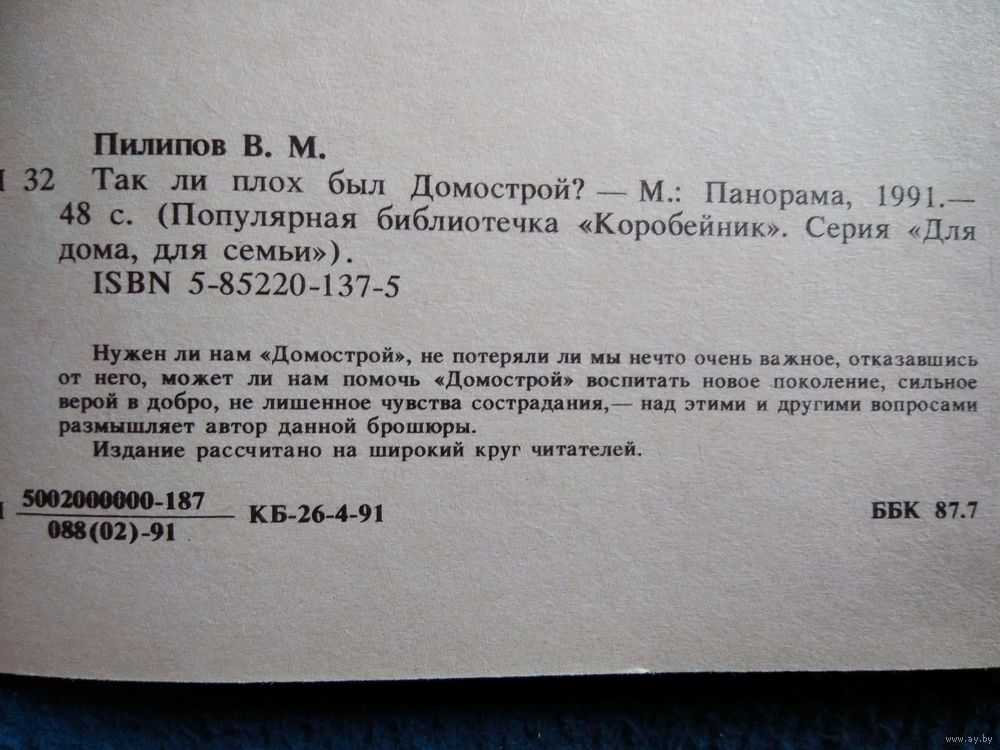 Пилипов В. М.
32 Так ли плох был Домострой? — М.: Панорама, 1991.—
48 с. (Популярная библиотечка «Коробейник». Серия «Для
дома, для семьи»).
ISBN 5-85220-137-5
Нужен ли нам «Домострой», не потеряли ли мы нечто очень важное, отказавшись
от него, может ли нам помочь «Домострой» воспитать новое поколение, сильное
верой в добро, не лишенное чувства сострадания,— над этими и другими вопросами
размышляет автор данной брошюры.
Издание рассчитано на широкий круг читателей.
5002000000-187
088(02)-91
КБ-26-4-91
ББК 87.7
www.ay.by